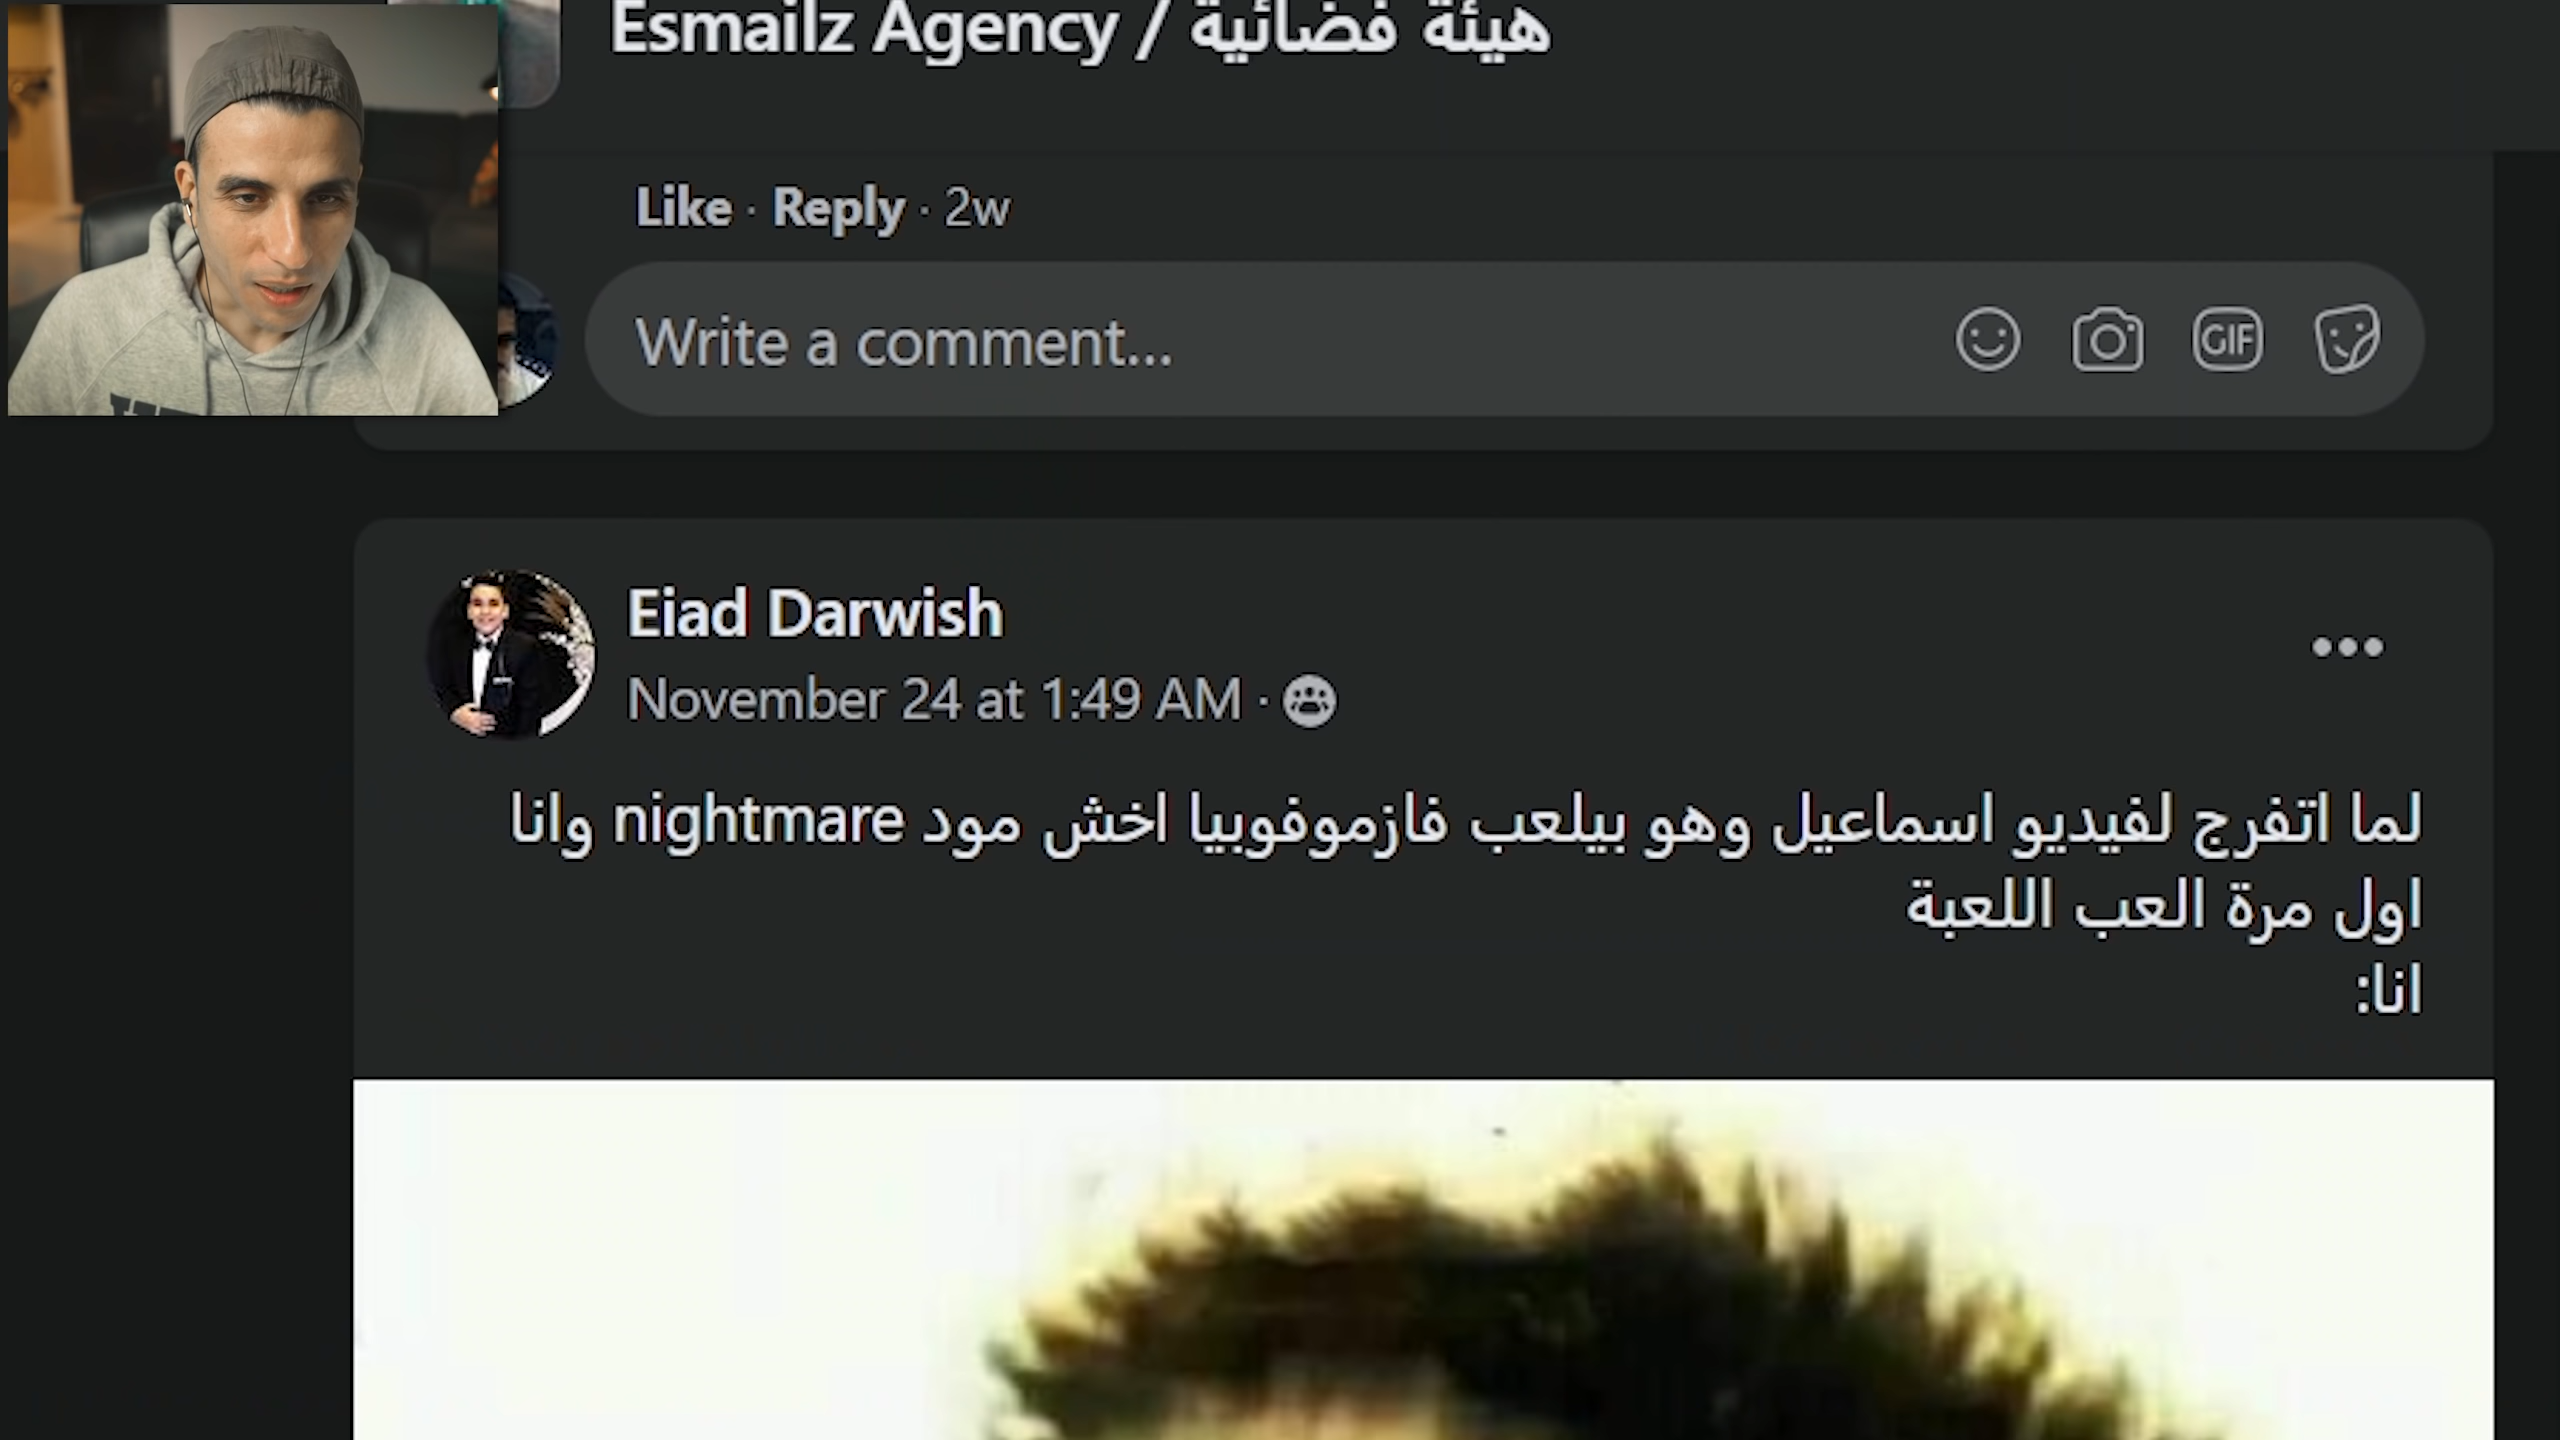 Esmailz Agency / هيئة فضائية
Like · Reply · 2w
Write a comment...
GIF
Eiad Darwish
November 24 at 1:49 AM ·
لما اتفرج لفيديو اسماعيل وهو بيلعب فازموفوبيا اخش مود nightmare وانا
اول مرة العب اللعبة
انا: